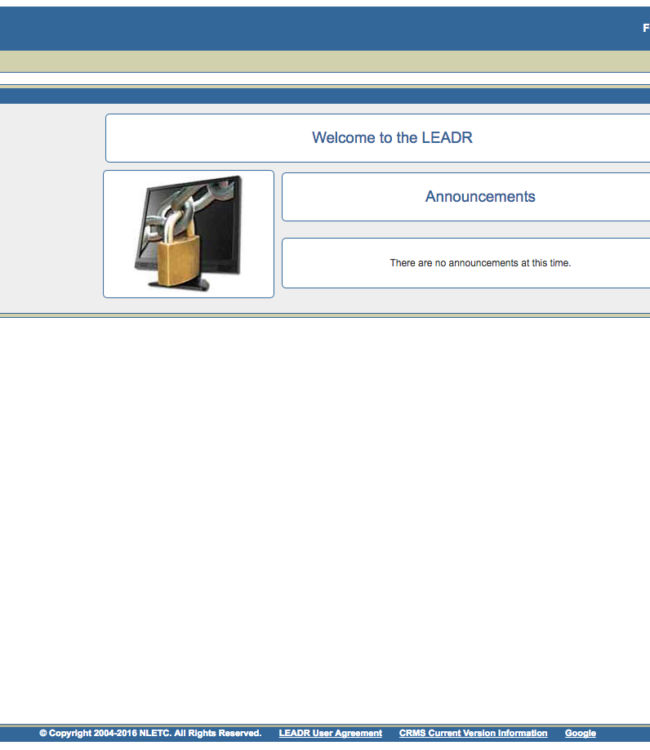 F
Welcome to the LEADR
Announcements
There are no announcements at this time.
© Copyright 2004-2016 NLETC. All Rights Reserved. LEADR User Agreement CRMS Current Version Information Google